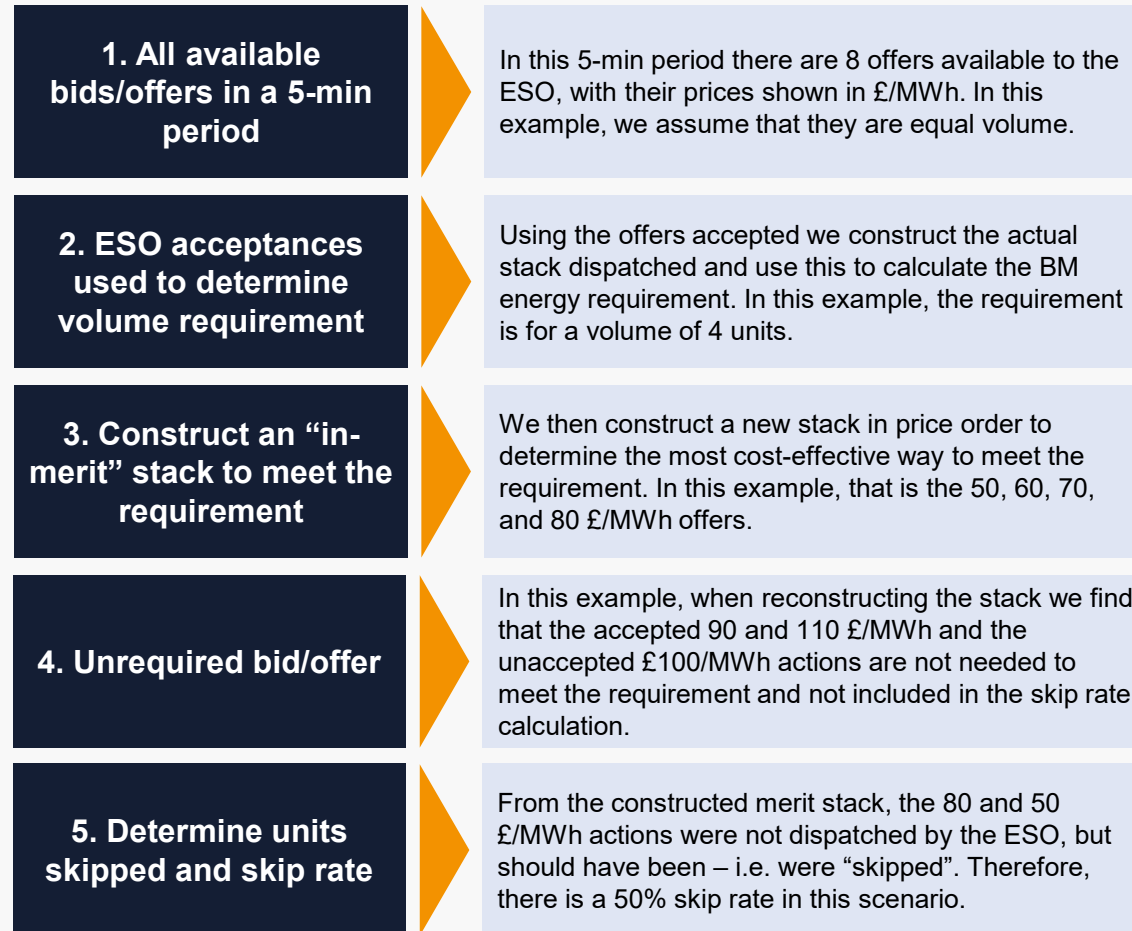 1. All available
bids/offers in a 5-min
period
In this 5-min period there are 8 offers available to the
ESO, with their prices shown in £/MWh. In this
example, we assume that they are equal volume.
2. ESO acceptances
used to determine
volume requirement
Using the offers accepted we construct the actual
stack dispatched and use this to calculate the BM
energy requirement. In this example, the requirement
is for a volume of 4 units.
3. Construct an “in-
merit” stack to meet the
requirement
We then construct a new stack in price order to
determine the most cost-effective way to meet the
requirement. In this example, that is the 50, 60, 70,
and 80 £/MWh offers.
4. Unrequired bid/offer
In this example, when reconstructing the stack we find
that the accepted 90 and 110 £/MWh and the
unaccepted £100/MWh actions are not needed to
meet the requirement and not included in the skip rate
calculation.
5. Determine units
skipped and skip rate
From the constructed merit stack, the 80 and 50
£/MWh actions were not dispatched by the ESO, but
should have been – i.e. were “skipped”. Therefore,
there is a 50% skip rate in this scenario.